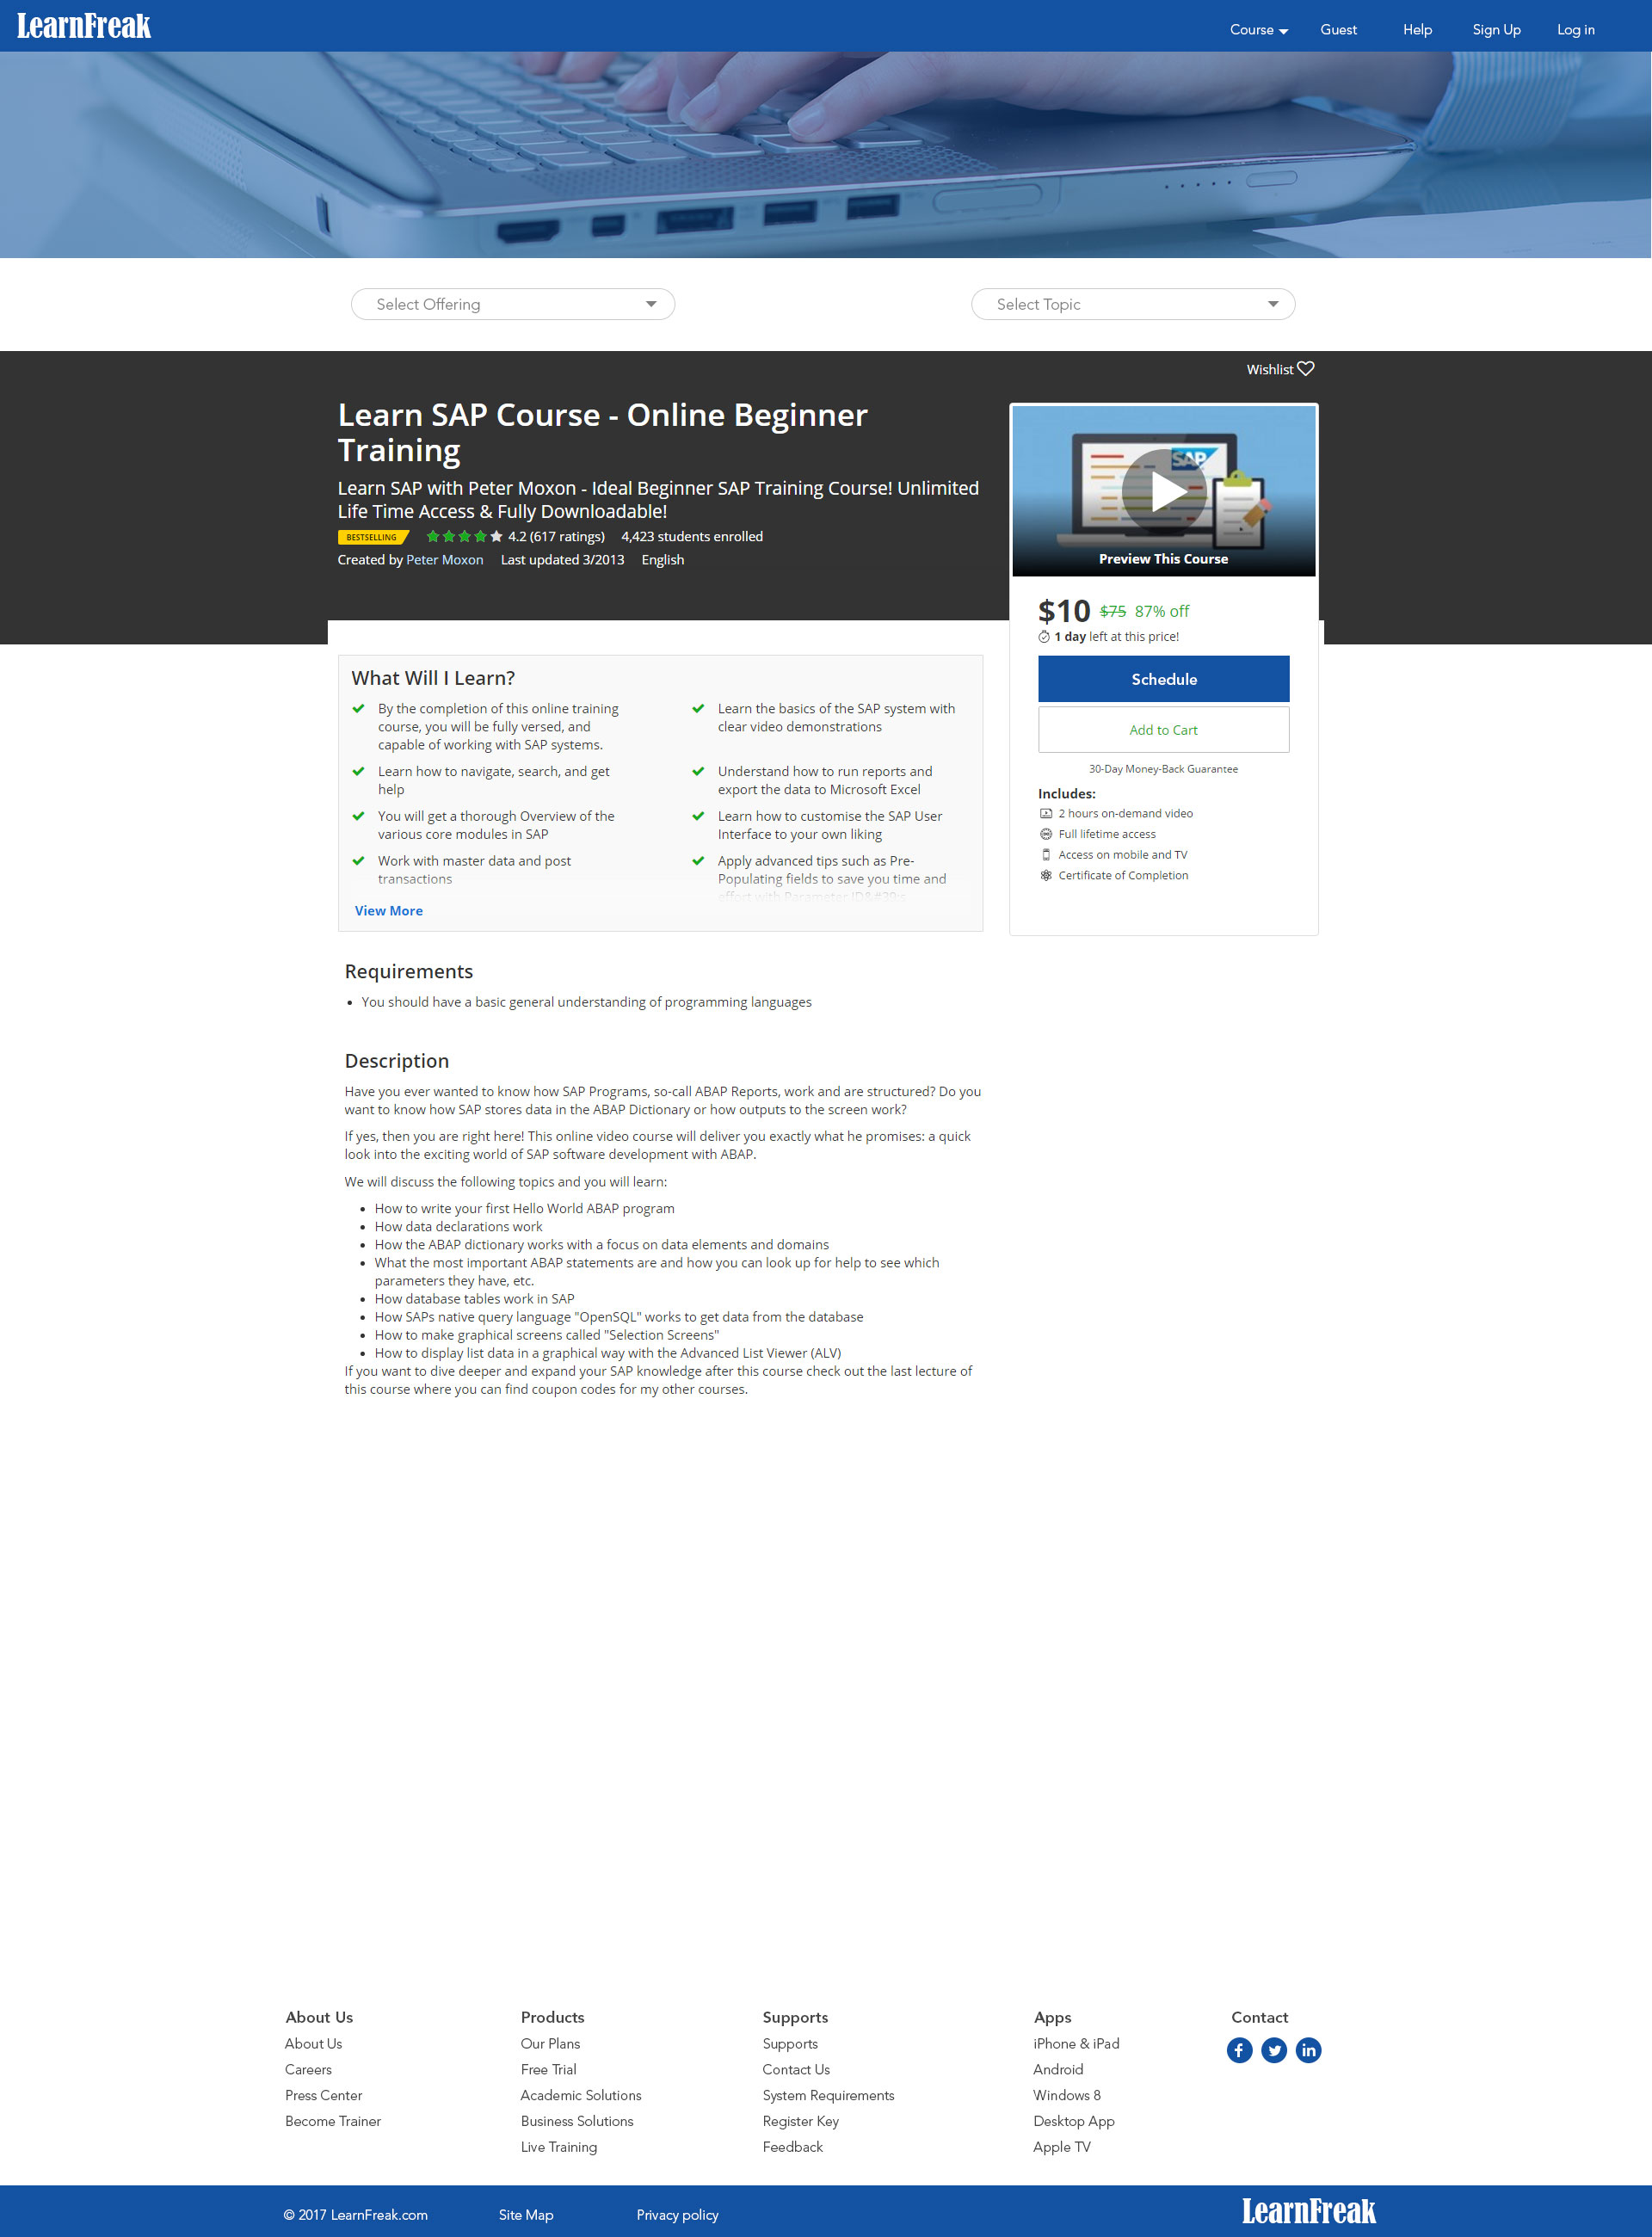 LearnFreak
Course
Guest
Help
Sign Up
Log in
Select Offering
Select Topic
Wishlist
Learn SAP Course - Online Beginner
Training
Learn SAP with Peter Moxon - Ideal Beginner SAP Training Course! Unlimited
Life Time Access & Fully Downloadable!
BESTSELLING
4.2 (617 ratings)
4,423 students enrolled
Created by Peter Moxon
Last updated 3/2013
English
SAP
Preview This Course
$10 $75 87% off
1 day left at this price!
Schedule
Add to Cart
30-Day Money-Back Guarantee
Includes:
2 hours on-demand video
Full lifetime access
Access on mobile and TV
Certificate of Completion
What Will I Learn?
By the completion of this online training
course, you will be fully versed, and
capable of working with SAP systems.
Learn the basics of the SAP system with
clear video demonstrations
Learn how to navigate, search, and get
help
Understand how to run reports and
export the data to Microsoft Excel
You will get a thorough Overview of the
various core modules in SAP
Learn how to customise the SAP User
Interface to your own liking
Work with master data and post
transactions
Apply advanced tips such as Pre-
Populating fields to save you time and
effort with Parameter ID&#39;s
View More
Requirements
You should have a basic general understanding of programming languages
Description
Have you ever wanted to know how SAP Programs, so-call ABAP Reports, work and are structured? Do you
want to know how SAP stores data in the ABAP Dictionary or how outputs to the screen work?
If yes, then you are right here! This online video course will deliver you exactly what he promises: a quick
look into the exciting world of SAP software development with ABAP.
We will discuss the following topics and you will learn:
How to write your first Hello World ABAP program
How data declarations work
How the ABAP dictionary works with a focus on data elements and domains
What the most important ABAP statements are and how you can look up for help to see which
parameters they have, etc.
How database tables work in SAP
How SAPs native query language "OpenSQL" works to get data from the database
How to make graphical screens called "Selection Screens"
How to display list data in a graphical way with the Advanced List Viewer (ALV)
If you want to dive deeper and expand your SAP knowledge after this course check out the last lecture of
this course where you can find coupon codes for my other courses.
About Us
About Us
Careers
Press Center
Become Trainer
Products
Our Plans
Free Trial
Academic Solutions
Business Solutions
Live Training
Supports
Supports
Contact Us
System Requirements
Register Key
Feedback
Apps
iPhone & iPad
Android
Windows 8
Desktop App
Apple TV
Contact
© 2017 LearnFreak.com
Site Map
Privacy policy
LearnFreak